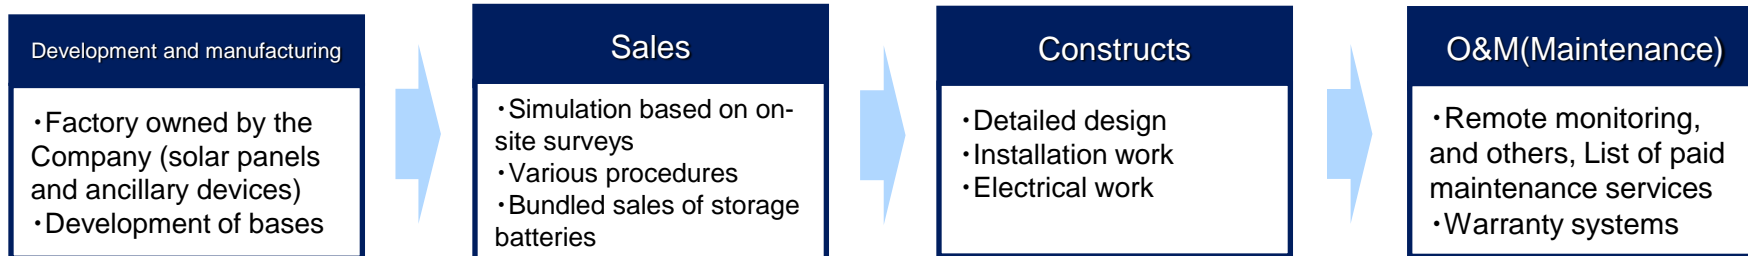 Development and manufacturing
・Factory owned by the
Company (solar panels
and ancillary devices)
・Development of bases
Sales
・Simulation based on on-
site surveys
・Various procedures
・Bundled sales of storage
batteries
Constructs
・Detailed design
・Installation work
・Electrical work
O&M(Maintenance)
・Remote monitoring,
and others, List of paid
maintenance services
・Warranty systems